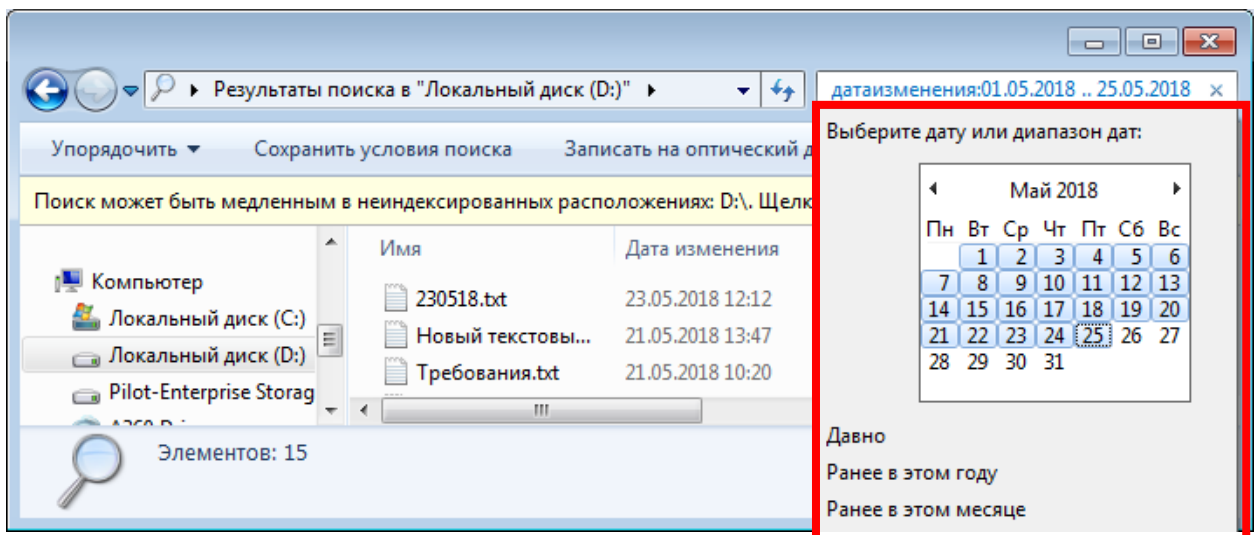 Результаты поиска в "Локальный диск (D:)"
датаизменения:01.05.2018 .. 25.05.2018
Упорядочить
Сохранить условия поиска
Записать на оптический д
Поиск может быть медленным в неиндексированных расположениях: D:\. Щелк
Компьютер
Локальный диск (C:)
Локальный диск (D:)
Pilot-Enterprise Storag
Имя Дата изменения
230518.txt 23.05.2018 12:12
Новый текстовы... 21.05.2018 13:47
Требования.txt 21.05.2018 10:20
Элементов: 15
Выберите дату или диапазон дат:
Май 2018
Пн Вт Ср Чт Пт Сб Вс
1 2 3 4 5 6
7 8 9 10 11 12 13
14 15 16 17 18 19 20
21 22 23 24 25 26 27
28 29 30 31
Давно
Ранее в этом году
Ранее в этом месяце